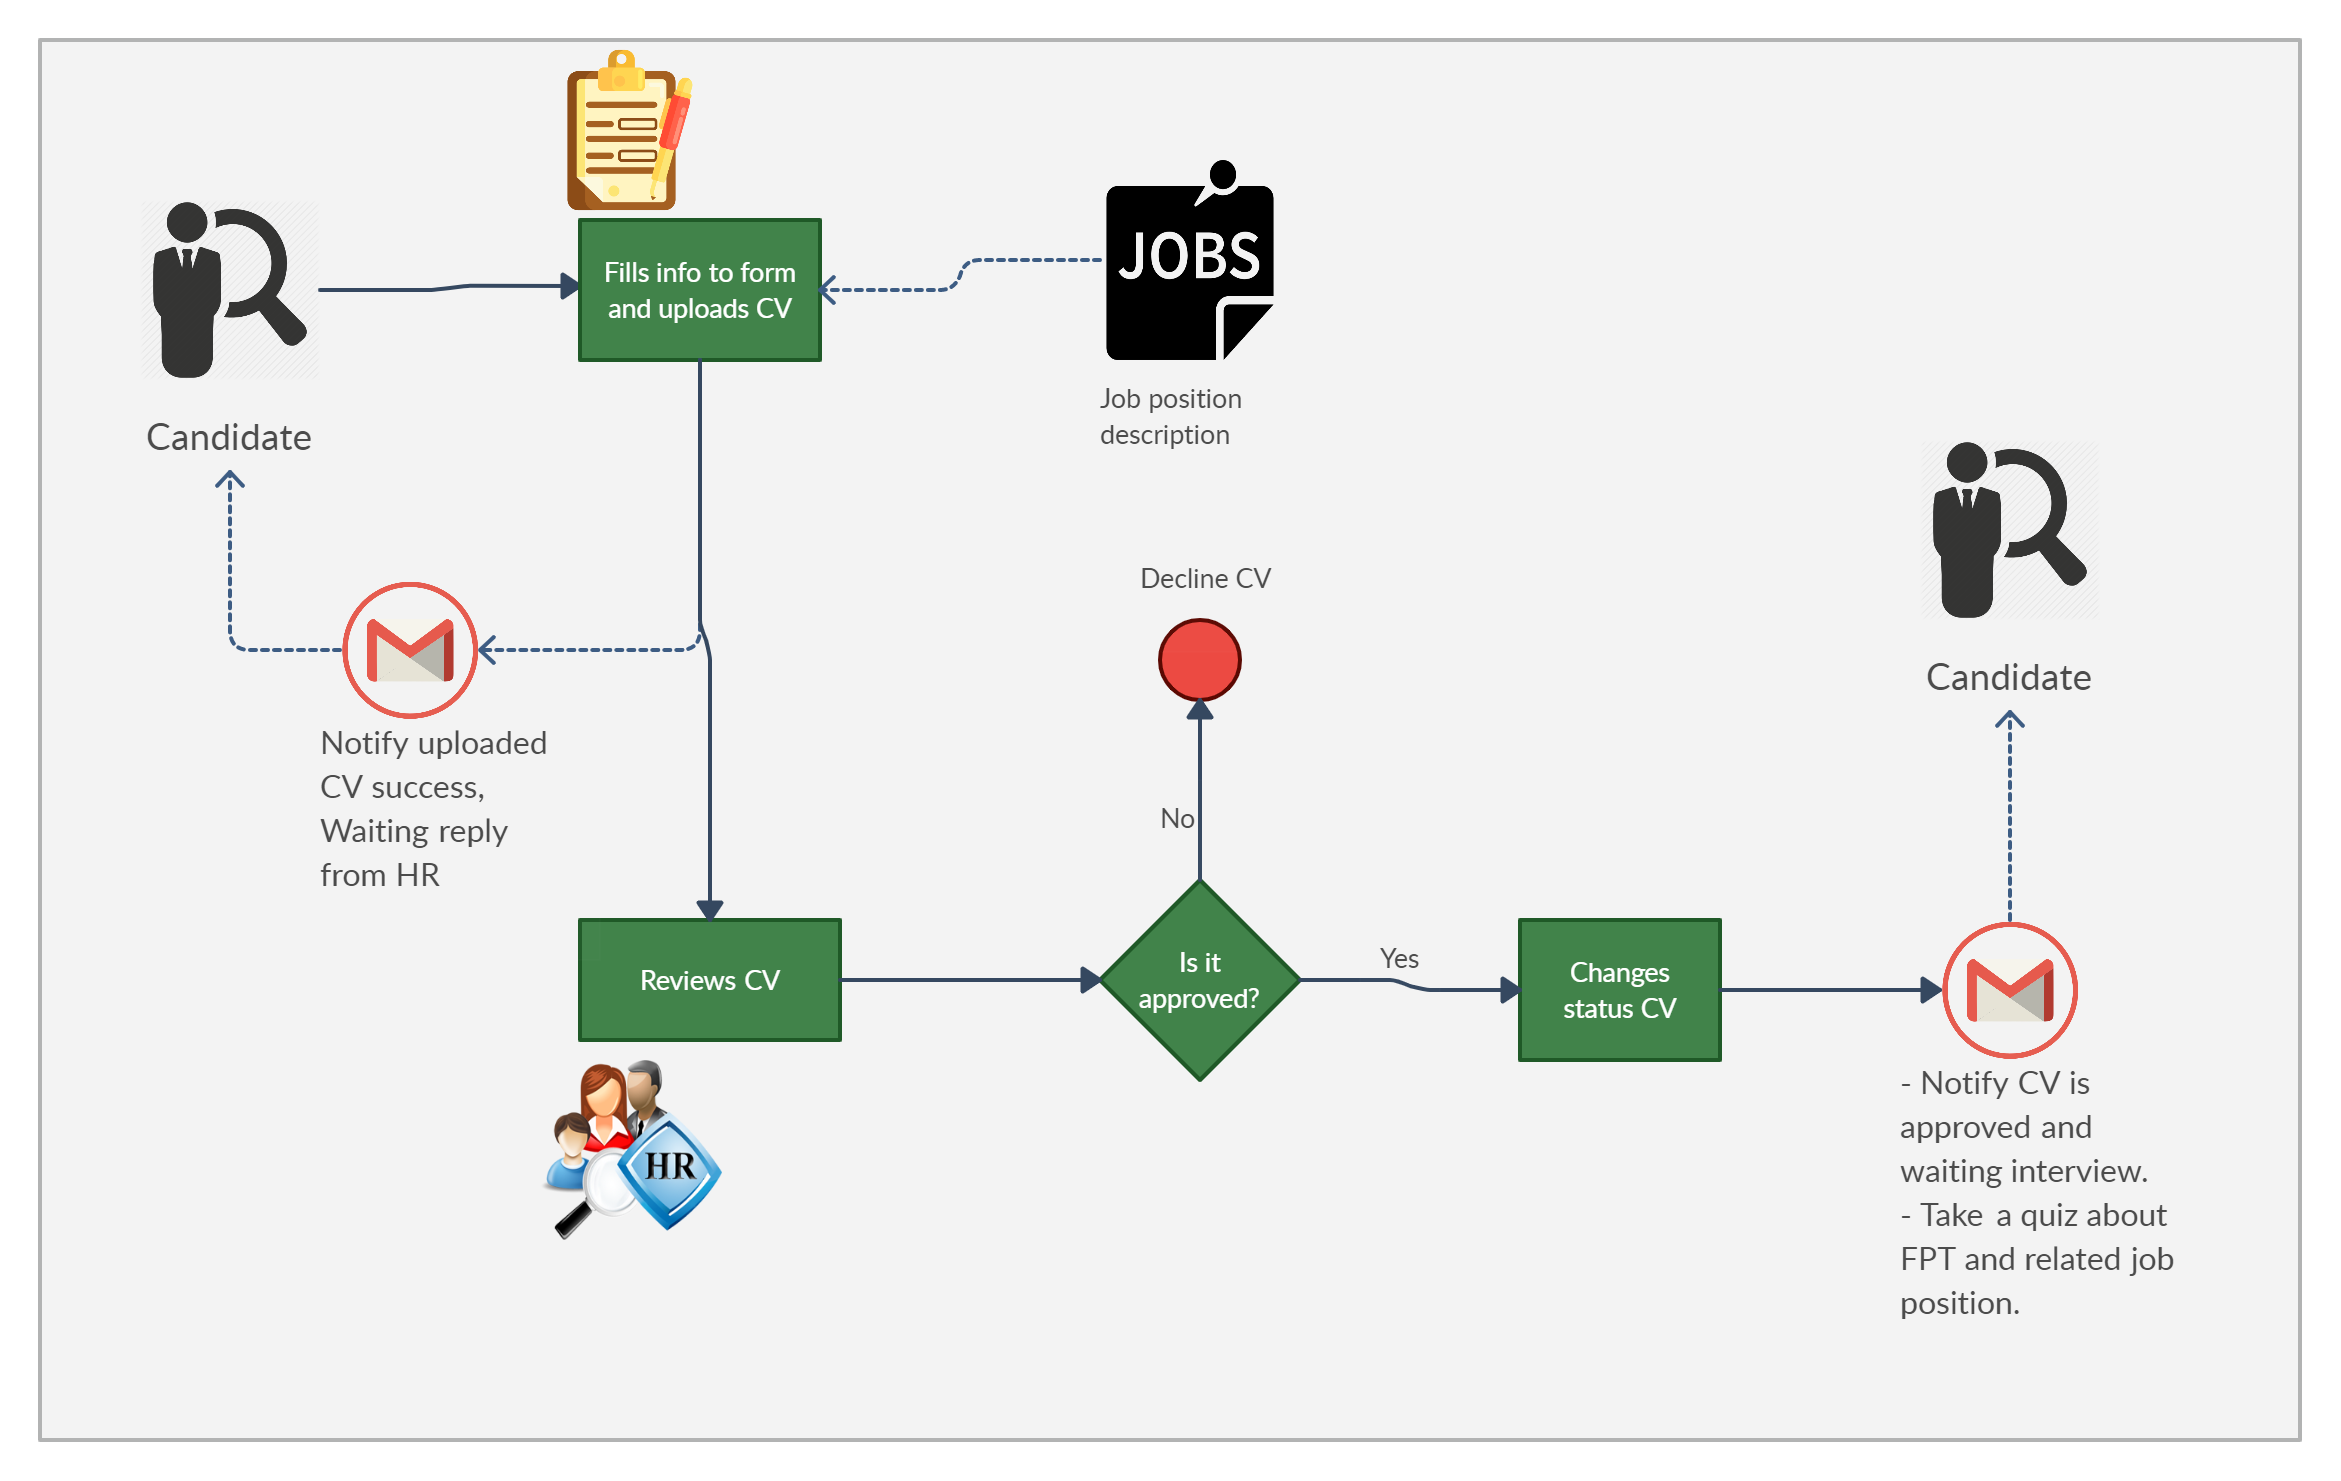 JOBS
Fills info to form
and uploads CV
Job position
description
Candidate
Decline CV
Candidate
Notify uploaded
CV success,
Waiting reply
from HR
No
Reviews CV
Is it
approved?
Yes
Changes
status CV
HR
- Notify CV is
approved and
waiting interview.
- Take a quiz about
FPT and related job
position.